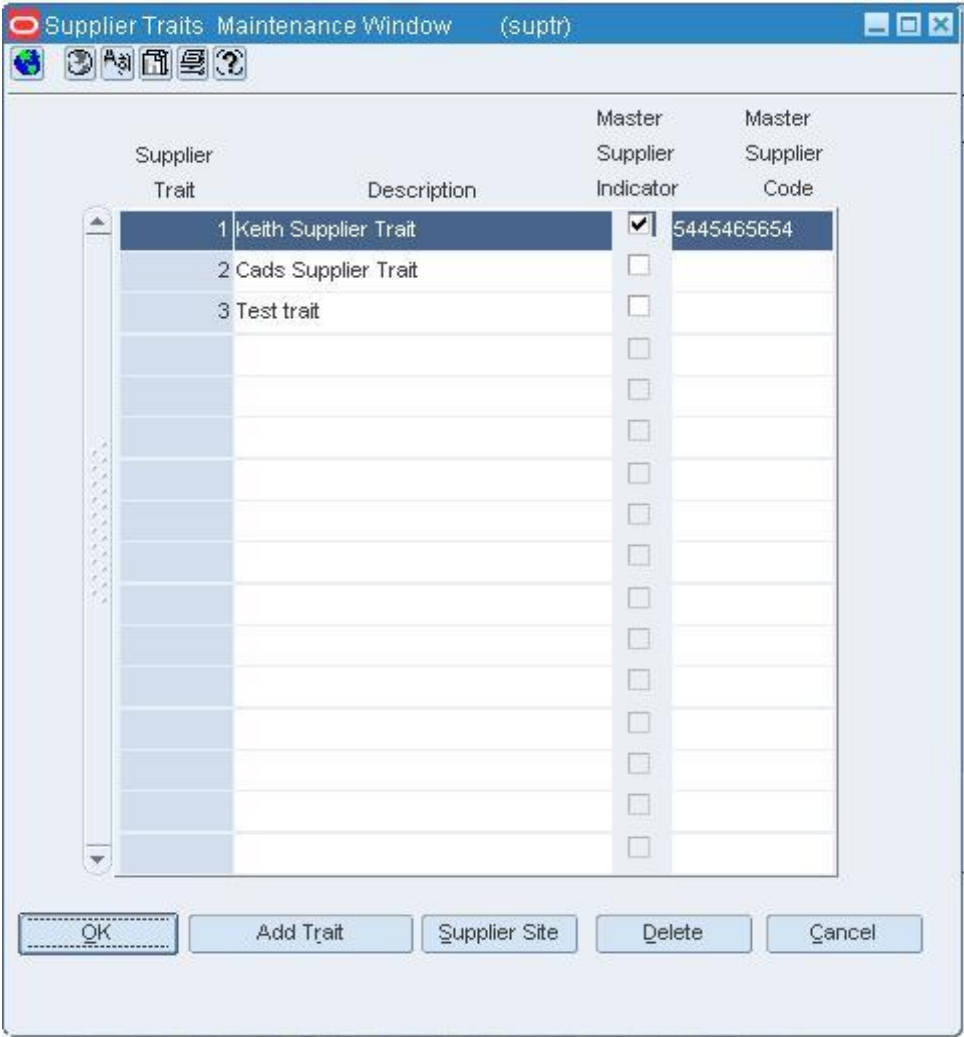 Supplier Traits Maintenance Window (suptr)
Master Master
Supplier Supplier Supplier
Trait Description Indicator Code
1 Keith Supplier Trait 5445465654
2 Cads Supplier Trait
3 Test trait
OK Add Trait Supplier Site Delete Cancel